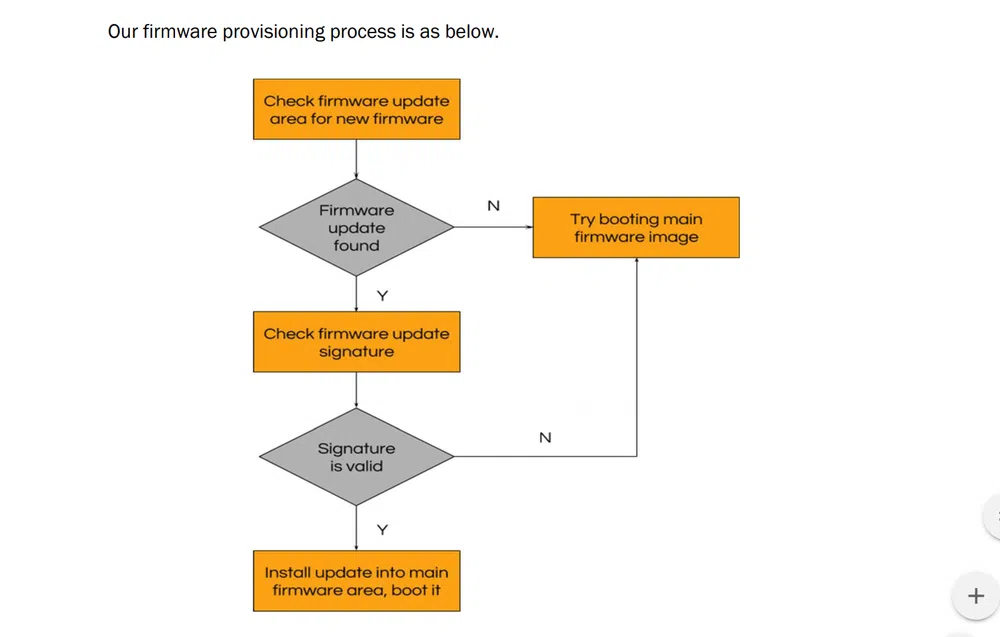 Our firmware provisioning process is as below.
Check firmware update
area for new firmware
Firmware
update
found
N
Try booting main
firmware image
Y
Check firmware update
signature
Signature
is valid
N
Y
Install update into main
firmware area, boot it